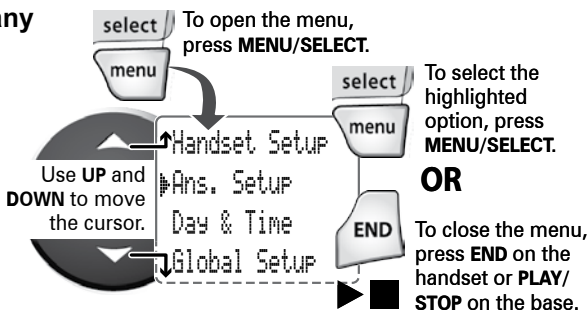 any
select
menu
To open the menu,
press MENU/SELECT.
Handset Setup
Ans. Setup
Day & Time
Global Setup
Use UP and
DOWN to move
the cursor.
select
menu
To select the
highlighted
option, press
MENU/SELECT.
OR
END
To close the menu,
press END on the
handset or PLAY/
STOP on the base.